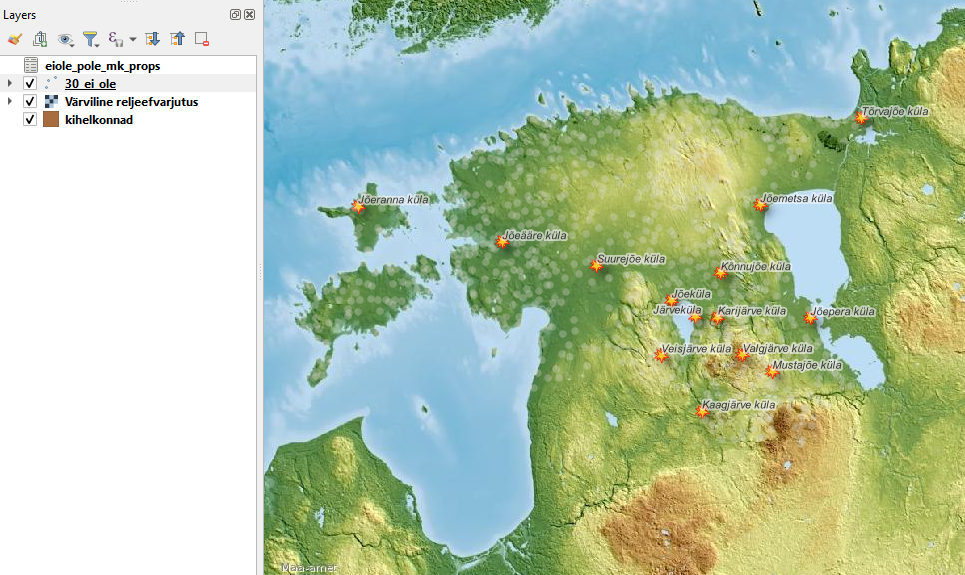 Layers
eiole_pole_mk_props
30_ei_ole
Värviline reljeefvarjutus
kihelkonnad
Tõrvajõe küla
Jõeranna küla
Jõemetsa küla
Jõeääre küla
Suurejõe küla
Kõnnujõe küla
Jõeküla
Järveküla
Karijärve küla
Jõepera küla
Veisjärve küla
Valgjärve küla
Mustajõe küla
Kaagjärve küla
Maa-amet